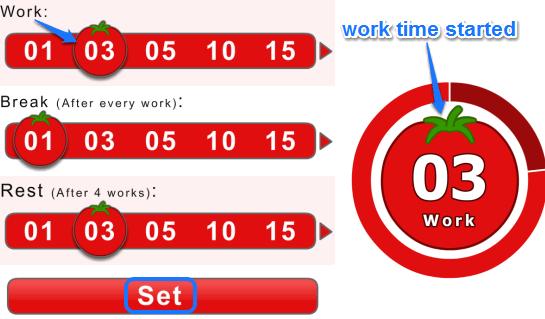 Work:
01 03 05 10 15
Break (After every work):
01 03 05 10 15
Rest (After 4 works):
01 03 05 10 15
Set
work time started
03
Work